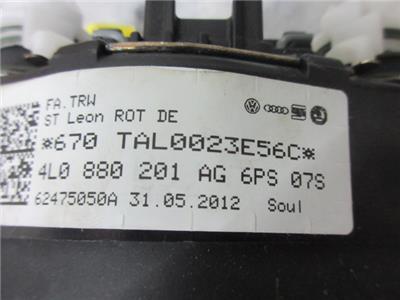 FA.TRW
ST Leon ROT DE
*670 TAL0023E56C*
4L0 880 201 AG 6PS 07S
62475050A 31.05.2012 Soul